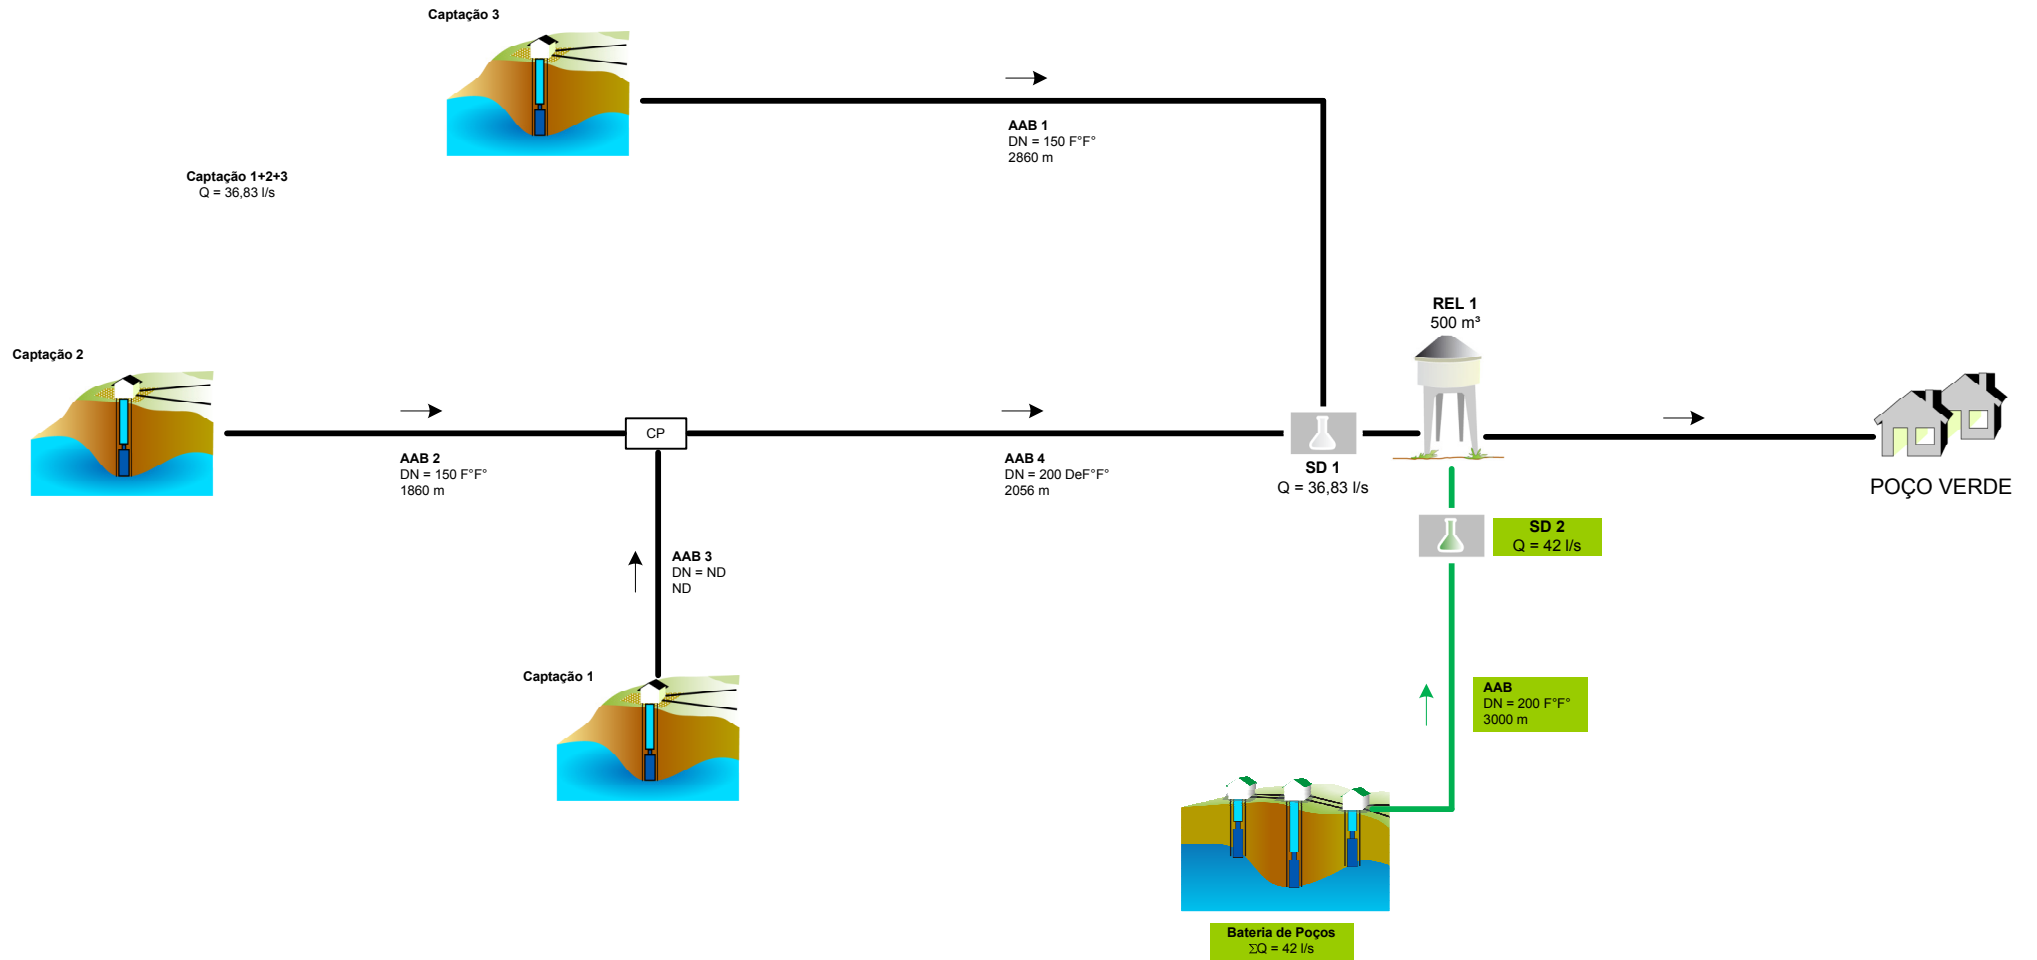 Captação 3
AAB 1
DN = 150 F°F°
2860 m
Captação 1+2+3
Q = 36,83 l/s
REL 1
500 m³
Captação 2
CP
AAB 2
DN = 150 F°F°
1860 m
AAB 4
DN = 200 DeF°F°
2056 m
SD 1
Q = 36,83 l/s
POÇO VERDE
SD 2
Q = 42 l/s
AAB 3
DN = ND
ND
Captação 1
AAB
DN = 200 F°F°
3000 m
Bateria de Poços
ΣQ = 42 l/s